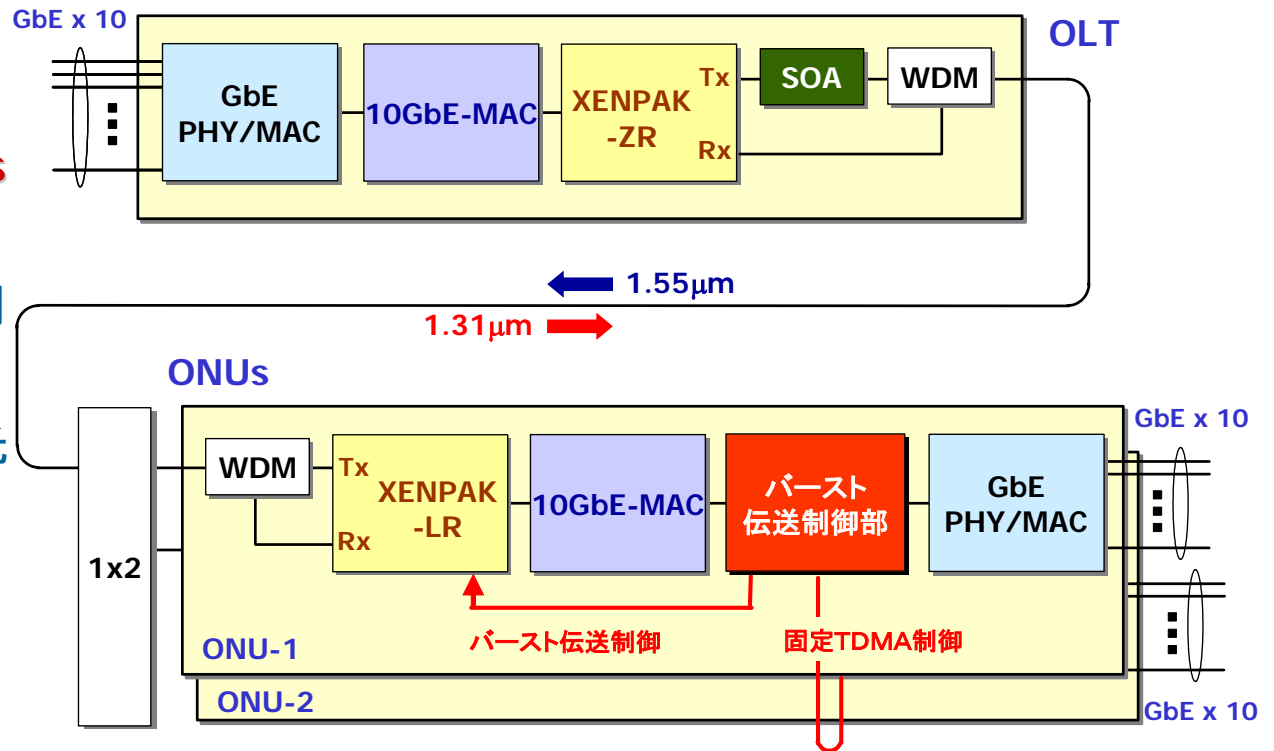 GbE x 10
OLT
GbE
PHY/MAC
10GbE-MAC
XENPAK
-ZR
Tx
Rx
SOA
WDM
s
1.55μm
1.31μm
ONUs
GbE x 10
1x2
WDM
Tx
Rx
XENPAK
-LR
10GbE-MAC
バースト
伝送制御部
GbE
PHY/MAC
バースト伝送制御
固定TDMA制御
ONU-1
ONU-2
GbE x 10